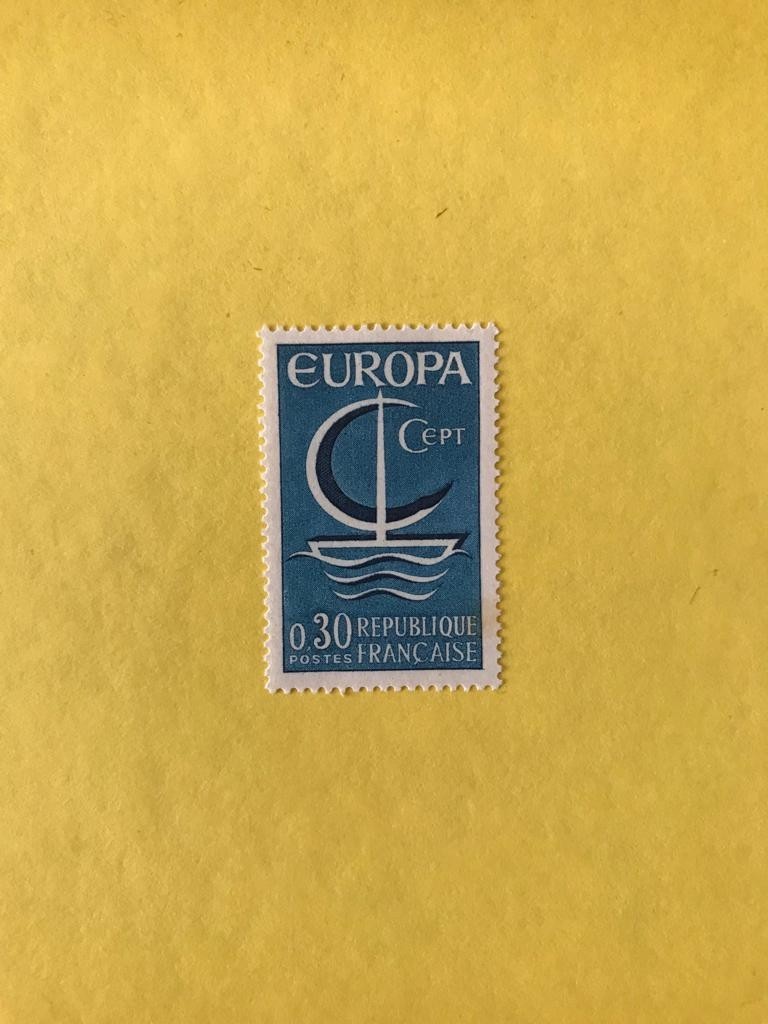 EUROPA
CEPT
0,30 REPUBLIQUE
POSTES FRANÇAISE